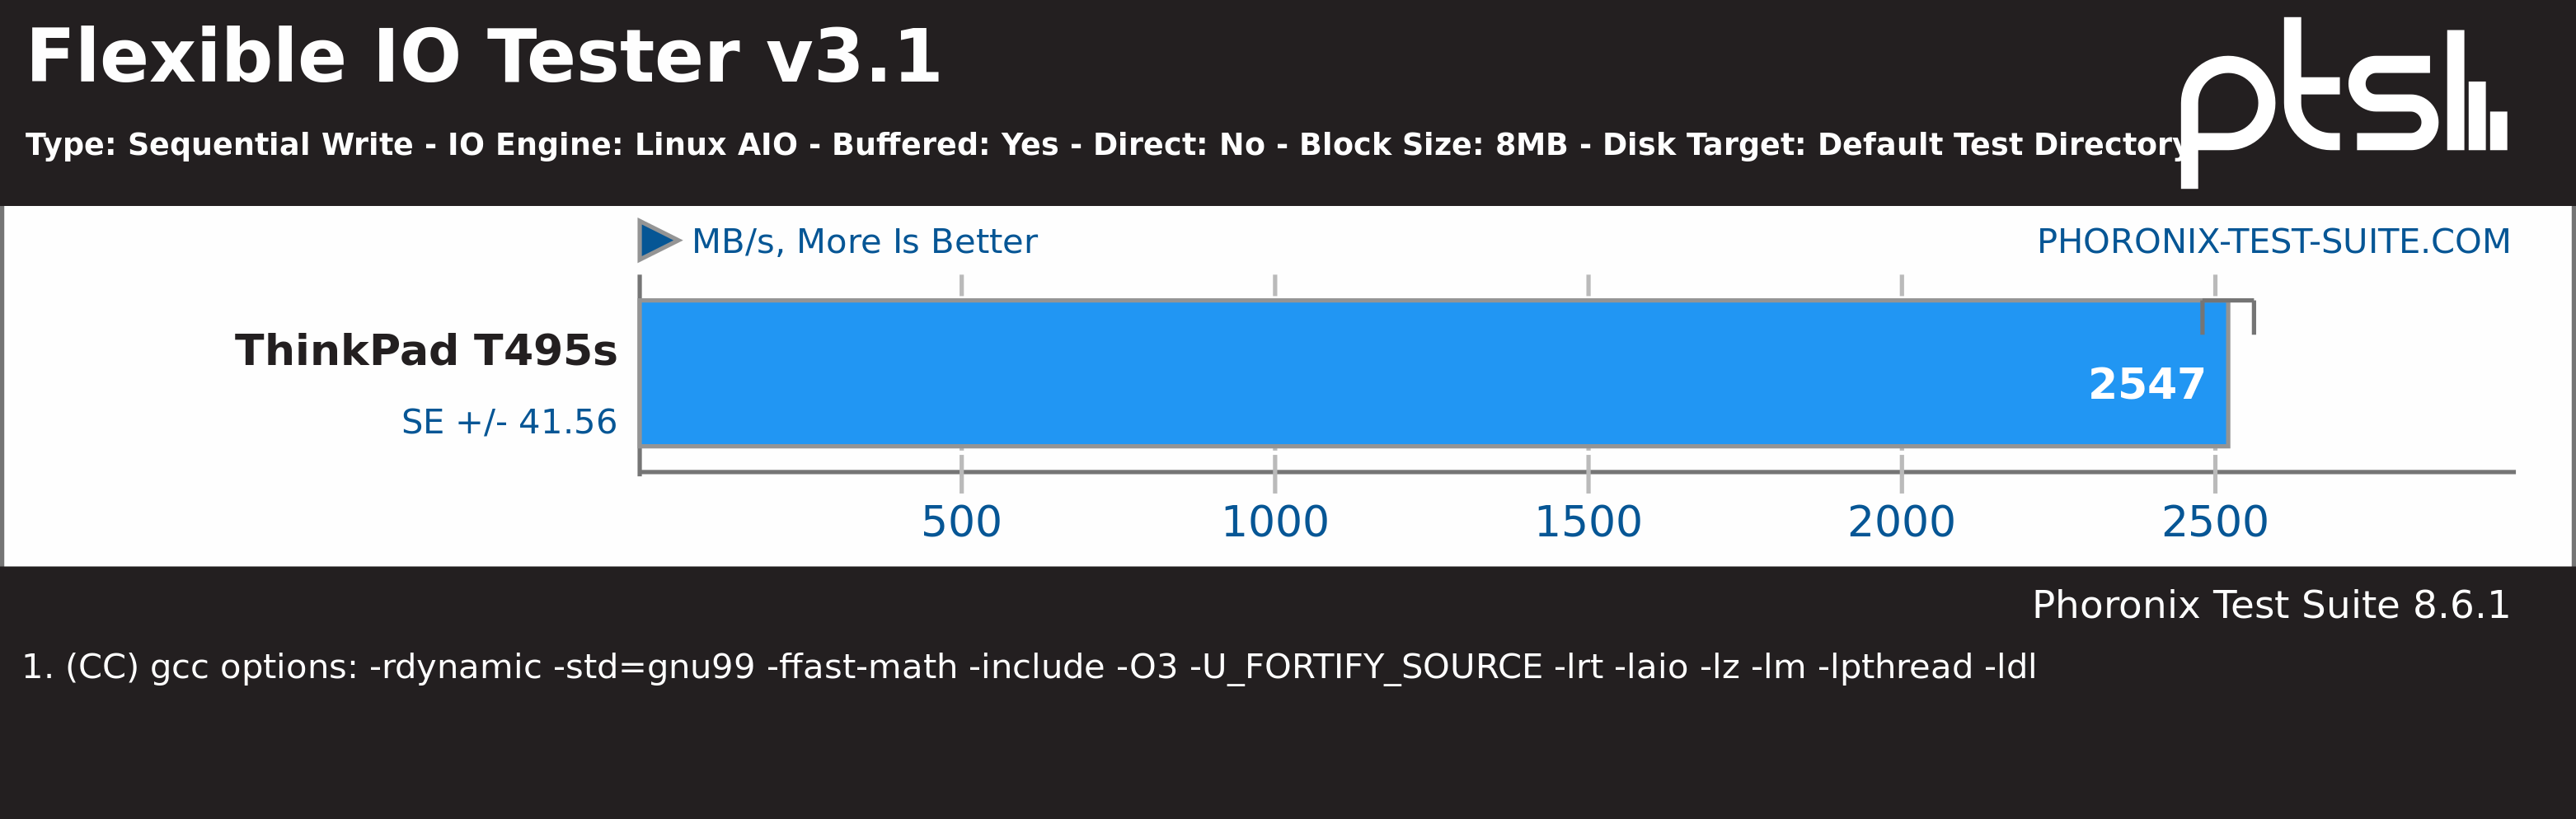 Flexible IO Tester v3.1
ptsl
Type: Sequential Write - IO Engine: Linux AIO - Buffered: Yes - Direct: No - Block Size: 8MB - Disk Target: Default Test Directory
MB/s, More Is Better
PHORONIX-TEST-SUITE.COM
ThinkPad T495s
2547
SE +/- 41.56
500 1000 1500 2000 2500
Phoronix Test Suite 8.6.1
1. (CC) gcc options: -rdynamic -std=gnu99 -ffast-math -include -O3 -U_FORTIFY_SOURCE -lrt -laio -lz -lm -lpthread -ldl